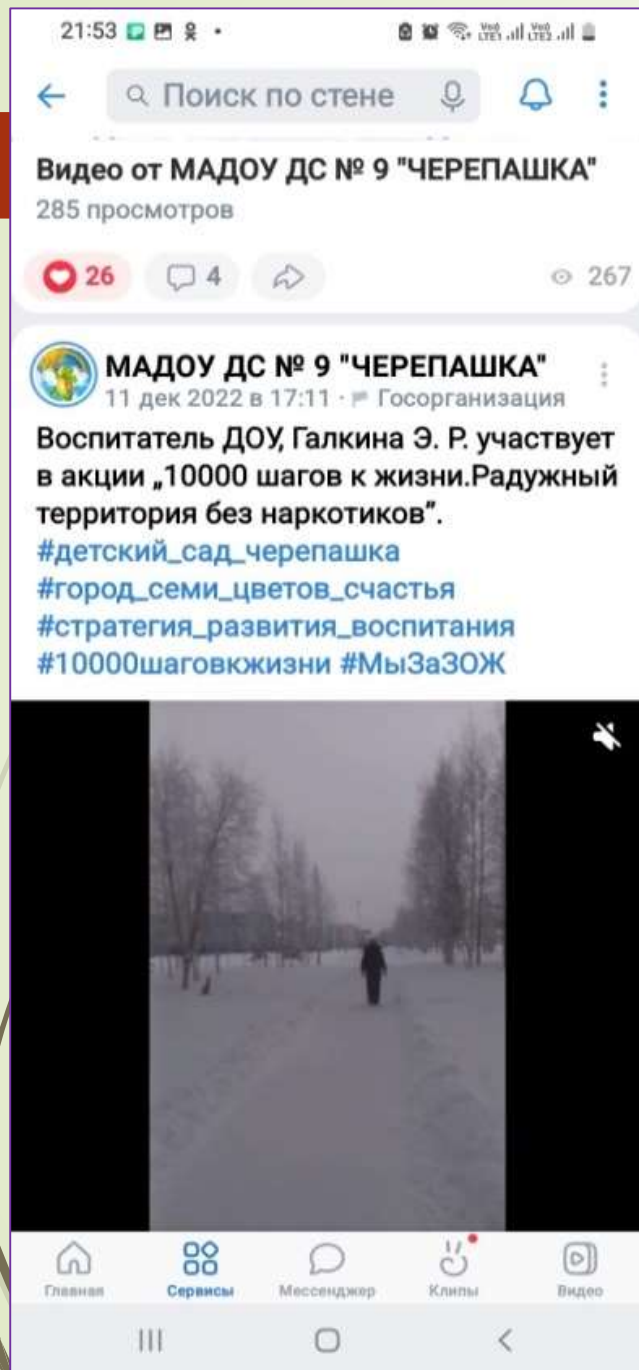 21:53
Поиск по стене
Видео от МАДОУ ДС № 9 "ЧЕРЕПАШКА"
285 просмотров
26 4 267
МАДОУ ДС № 9 "ЧЕРЕПАШКА"
11 дек 2022 в 17:11 · Госорганизация
Воспитатель ДОУ, Галкина Э. Р. участвует
в акции „10000 шагов к жизни.Радужный
территория без наркотиков".
#детский_сад_черепашка
#город_семи_цветов_счастья
#стратегия_развития_воспитания
#10000шаговкжизни #МыЗаЗОЖ
Главная Сервисы Мессенджер Клипы Видео